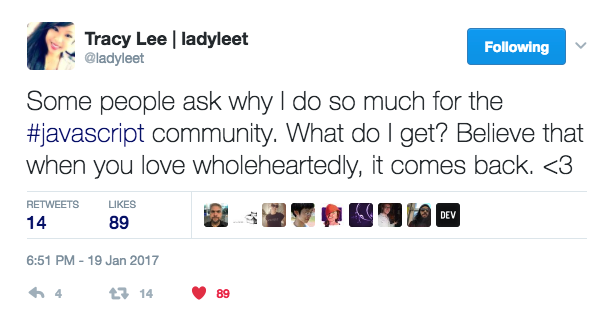 Tracy Lee | ladyleet
@ladyleet
Following
Some people ask why I do so much for the
#javascript community. What do I get? Believe that
when you love wholeheartedly, it comes back. <3
RETWEETS LIKES
14 89
DEV
6:51 PM - 19 Jan 2017
4 14 89